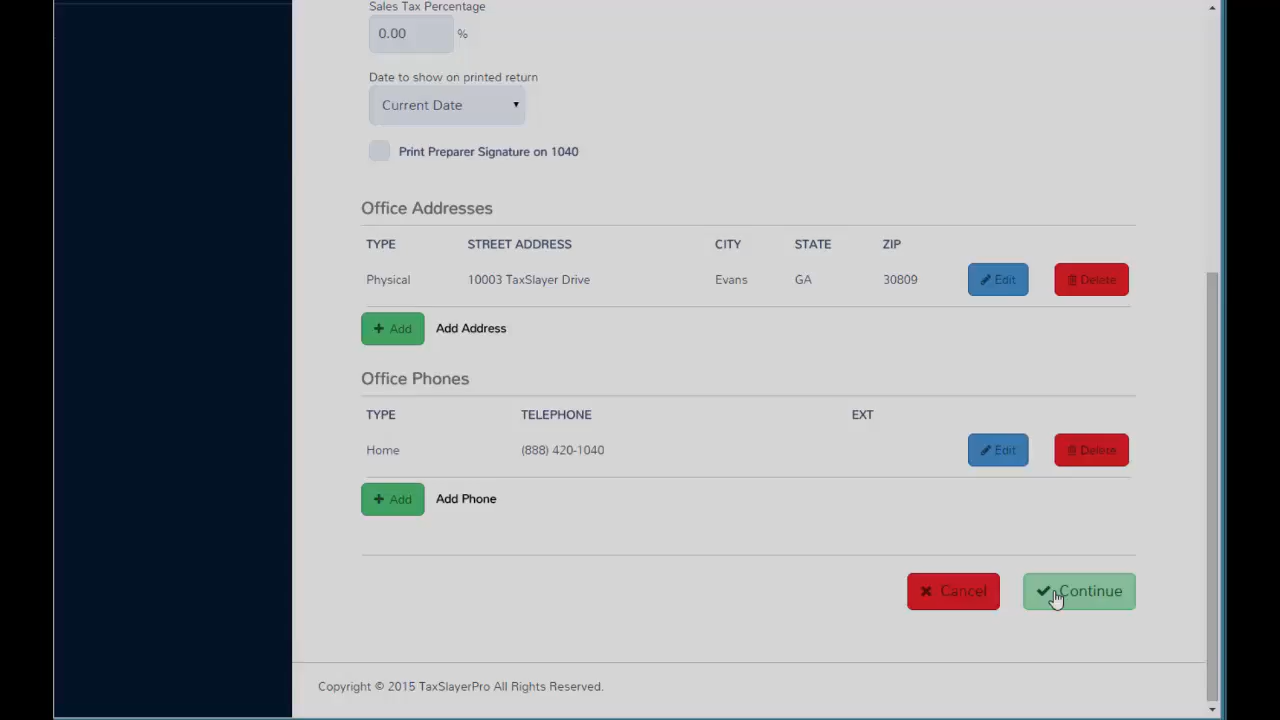 Sales Tax Percentage
0.00 %
Date to show on printed return
Current Date
Print Preparer Signature on 1040
Office Addresses
TYPE STREET ADDRESS CITY STATE ZIP
Physical 10003 TaxSlayer Drive Evans GA 30809 Edit Delete
Add Add Address
Office Phones
TYPE TELEPHONE EXT
Home (888) 420-1040 Edit Delete
Add Add Phone
Cancel Continue
Copyright © 2015 TaxSlayerPro All Rights Reserved.